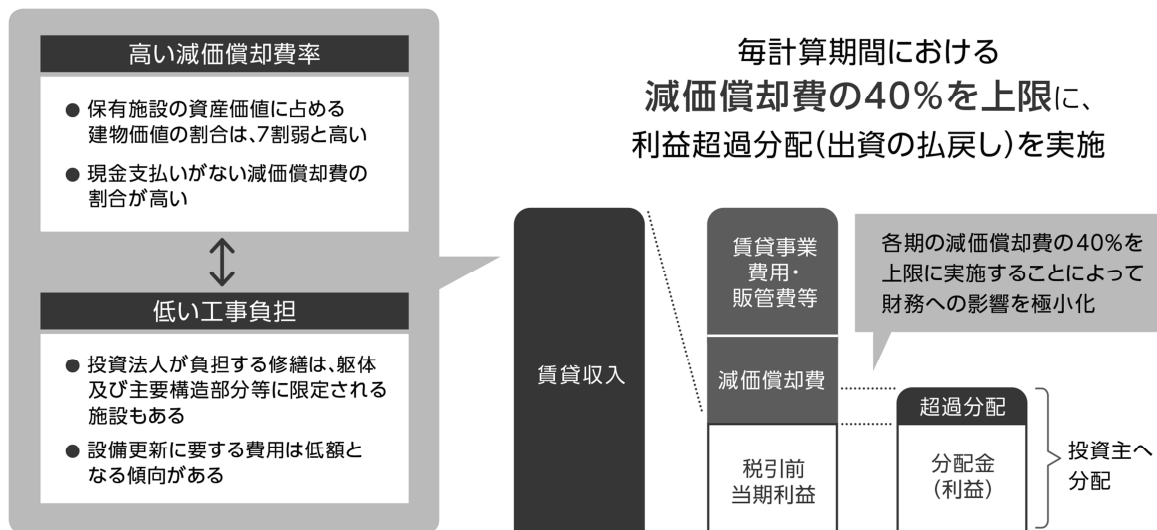 高い減価償却費率
● 保有施設の資産価値に占める
建物価値の割合は、7割弱と高い
● 現金支払いがない減価償却費の
割合が高い
低い工事負担
● 投資法人が負担する修繕は、躯体
及び主要構造部分等に限定される
施設もある
● 設備更新に要する費用は低額と
なる傾向がある
毎計算期間における
減価償却費の40%を上限に、
利益超過分配(出資の払戻し)を実施
賃貸収入
賃貸事業
費用・
販管費等
減価償却費
税引前
当期利益
各期の減価償却費の40%を
上限に実施することによって
財務への影響を極小化
超過分配
分配金
(利益)
投資主へ
分配